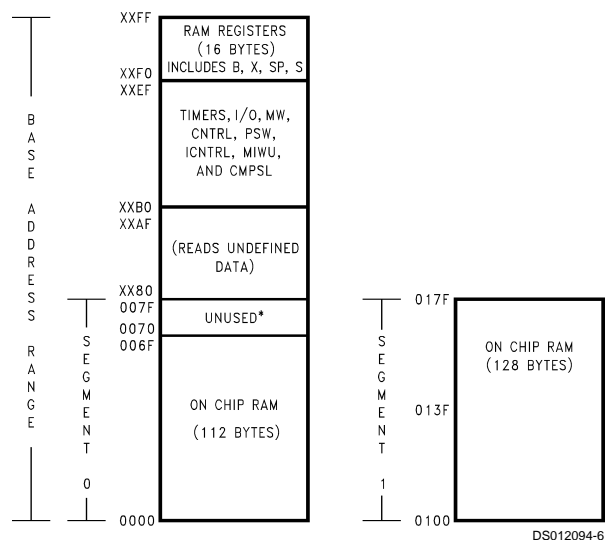 XXFF
RAM REGISTERS
(16 BYTES)
INCLUDES B, X, SP, S
XXF0
XXEF
TIMERS, I/O, MW,
CNTRL, PSW,
ICNTRL, MIWU,
AND CMPSL
XXB0
XXAF
(READS UNDEFINED
DATA)
XX80
007F
UNUSED*
0070
006F
ON CHIP RAM
(112 BYTES)
0000
BASE ADDRESS RANGE
SEGMENT 0
017F
ON CHIP RAM
(128 BYTES)
013F
0100
SEGMENT 1
DS012094-6